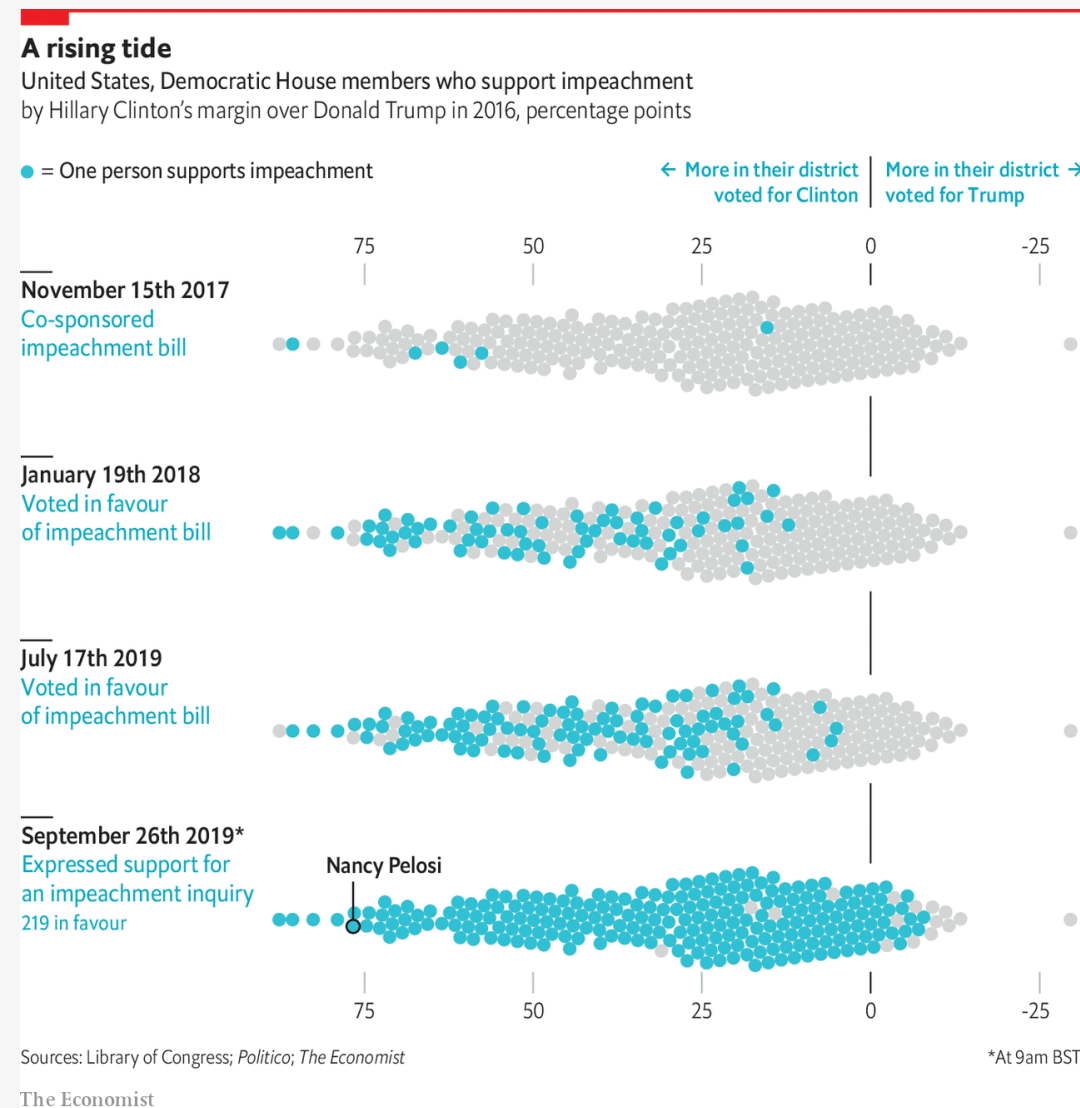 A rising tide
United States, Democratic House members who support impeachment
by Hillary Clinton's margin over Donald Trump in 2016, percentage points
= One person supports impeachment
← More in their district
voted for Clinton
More in their district →
voted for Trump
75 50 25 0 -25
November 15th 2017
Co-sponsored
impeachment bill
January 19th 2018
Voted in favour
of impeachment bill
July 17th 2019
Voted in favour
of impeachment bill
September 26th 2019*
Expressed support for
an impeachment inquiry
219 in favour
Nancy Pelosi
75 50 25 0 -25
Sources: Library of Congress; Politico; The Economist
*At 9am BST
The Economist